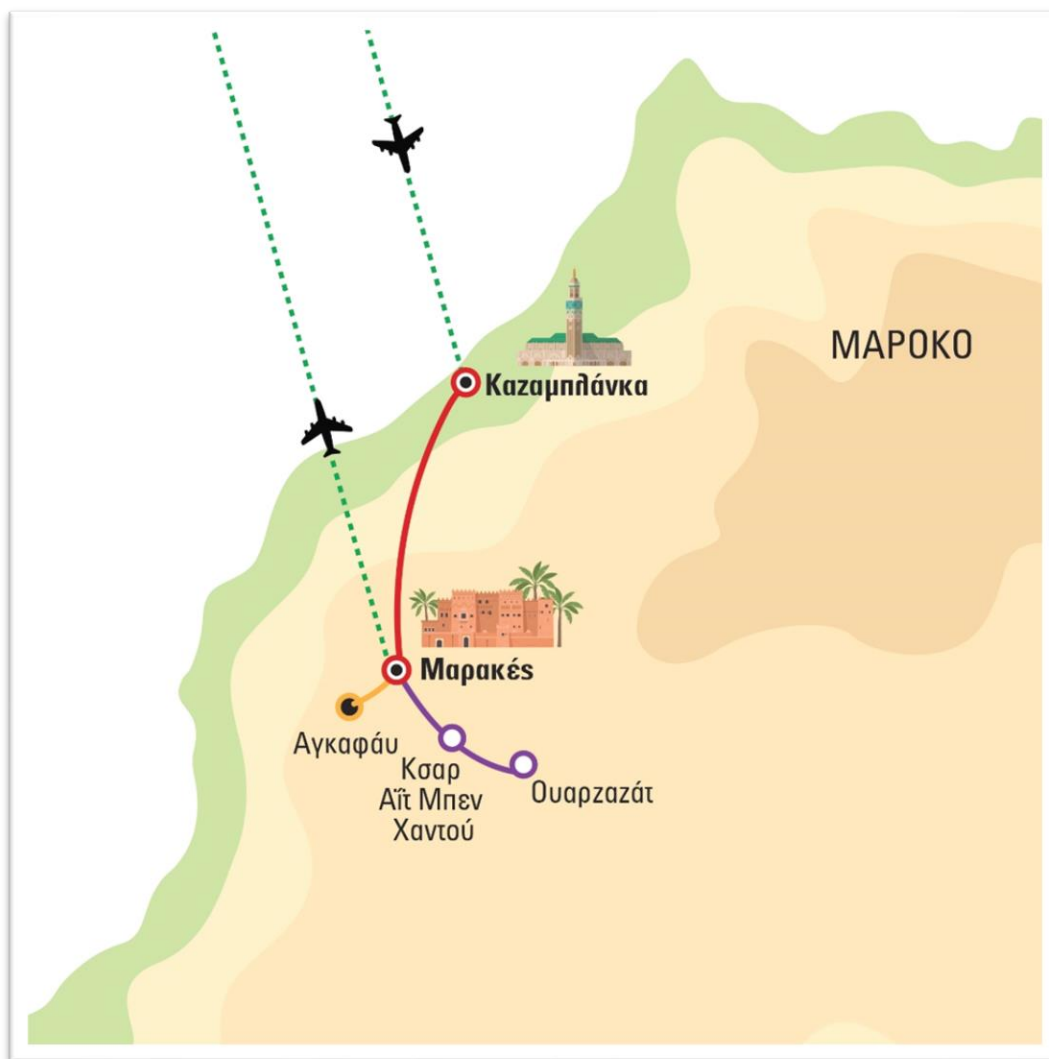 ΜΑΡΟΚΟ
Καζαμπλάνκα
Μαρακές
Αγκαφάυ
Κσαρ
Αΐτ Μπεν
Χαντού
Ουαρζαζάτ